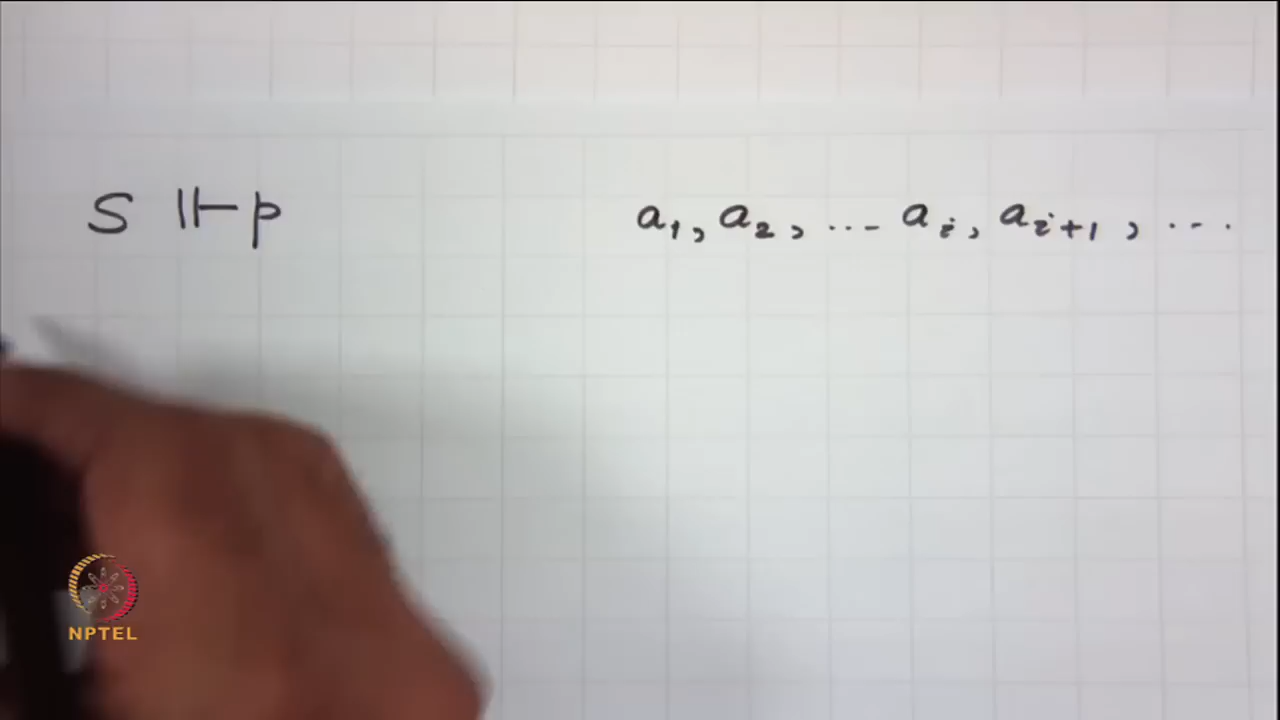 S ⊩ p a₁, a₂, ... aᵢ, aᵢ₊₁, ...
NPTEL